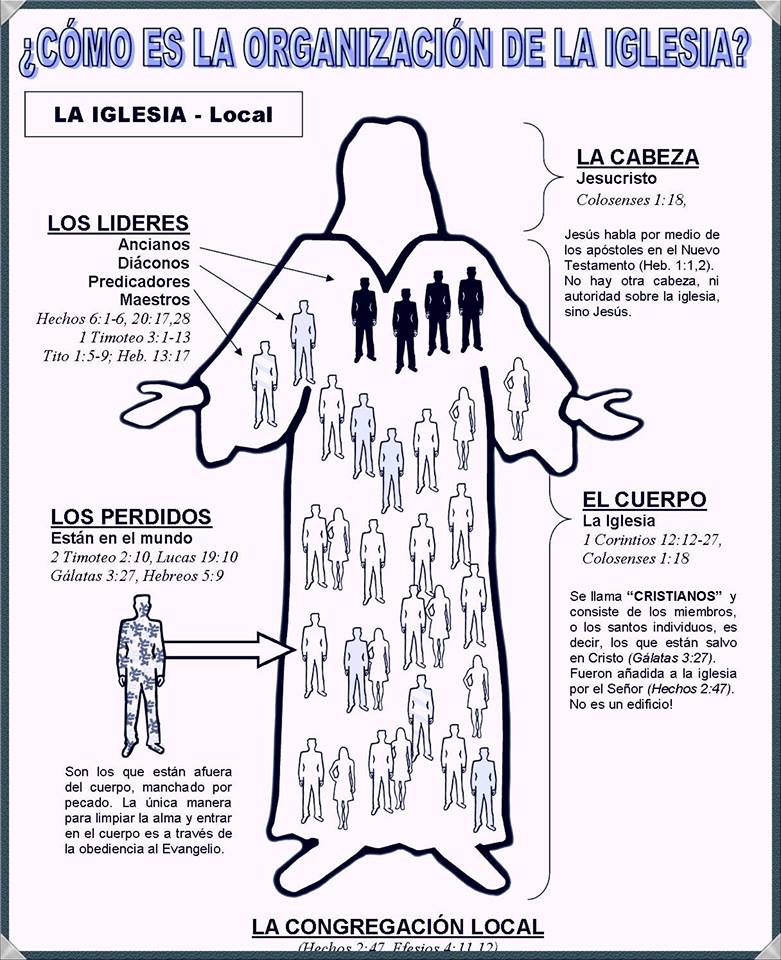 ¿CÓMO ES LA ORGANIZACIÓN DE LA IGLESIA?
LA IGLESIA - Local
LA CABEZA
Jesucristo
Colosenses 1:18,
Jesús habla por medio de
los apóstoles en el Nuevo
Testamento (Heb. 1:1,2).
No hay otra cabeza, ni
autoridad sobre la iglesia,
sino Jesús.
LOS LIDERES
Ancianos
Diáconos
Predicadores
Maestros
Hechos 6:1-6, 20:17,28
1 Timoteo 3:1-13
Tito 1:5-9; Heb. 13:17
EL CUERPO
La Iglesia
1 Corintios 12:12-27,
Colosenses 1:18
Se llama “CRISTIANOS” y
consiste de los miembros,
o los santos individuos, es
decir, los que están salvo
en Cristo (Gálatas 3:27).
Fueron añadida a la iglesia
por el Señor (Hechos 2:47).
No es un edificio!
LOS PERDIDOS
Están en el mundo
2 Timoteo 2:10, Lucas 19:10
Gálatas 3:27, Hebreos 5:9
Son los que están afuera
del cuerpo, manchado por
pecado. La única manera
para limpiar la alma y entrar
en el cuerpo es a través de
la obediencia al Evangelio.
LA CONGREGACIÓN LOCAL
(Hechos 2:47, Efesios 4:11,12)